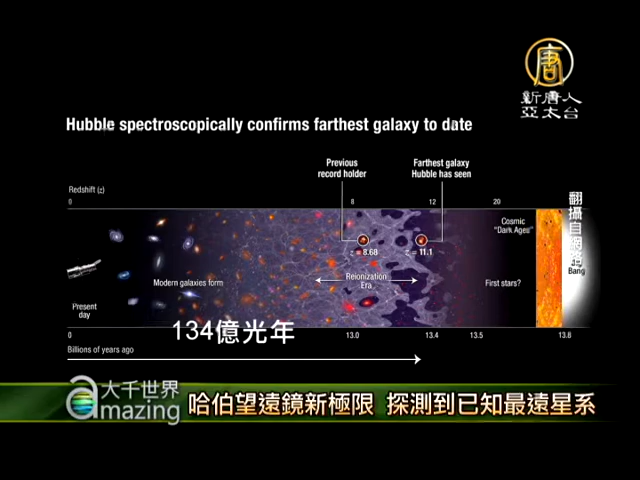 新唐人
亞太台
Hubble spectroscopically confirms farthest galaxy to date
Previous
record holder
Farthest galaxy
Hubble has seen
Redshift (z)
0 8 12 20
翻攝自網路
Cosmic
"Dark Ages"
z = 8.68
z = 11.1
Modern galaxies form
Reionization
Era
First stars?
Bang
Present
day
134億光年
0 13.0 13.4 13.5 13.8
Billions of years ago
大千世界
amazing
哈伯望遠鏡新極限 探測到已知最遠星系